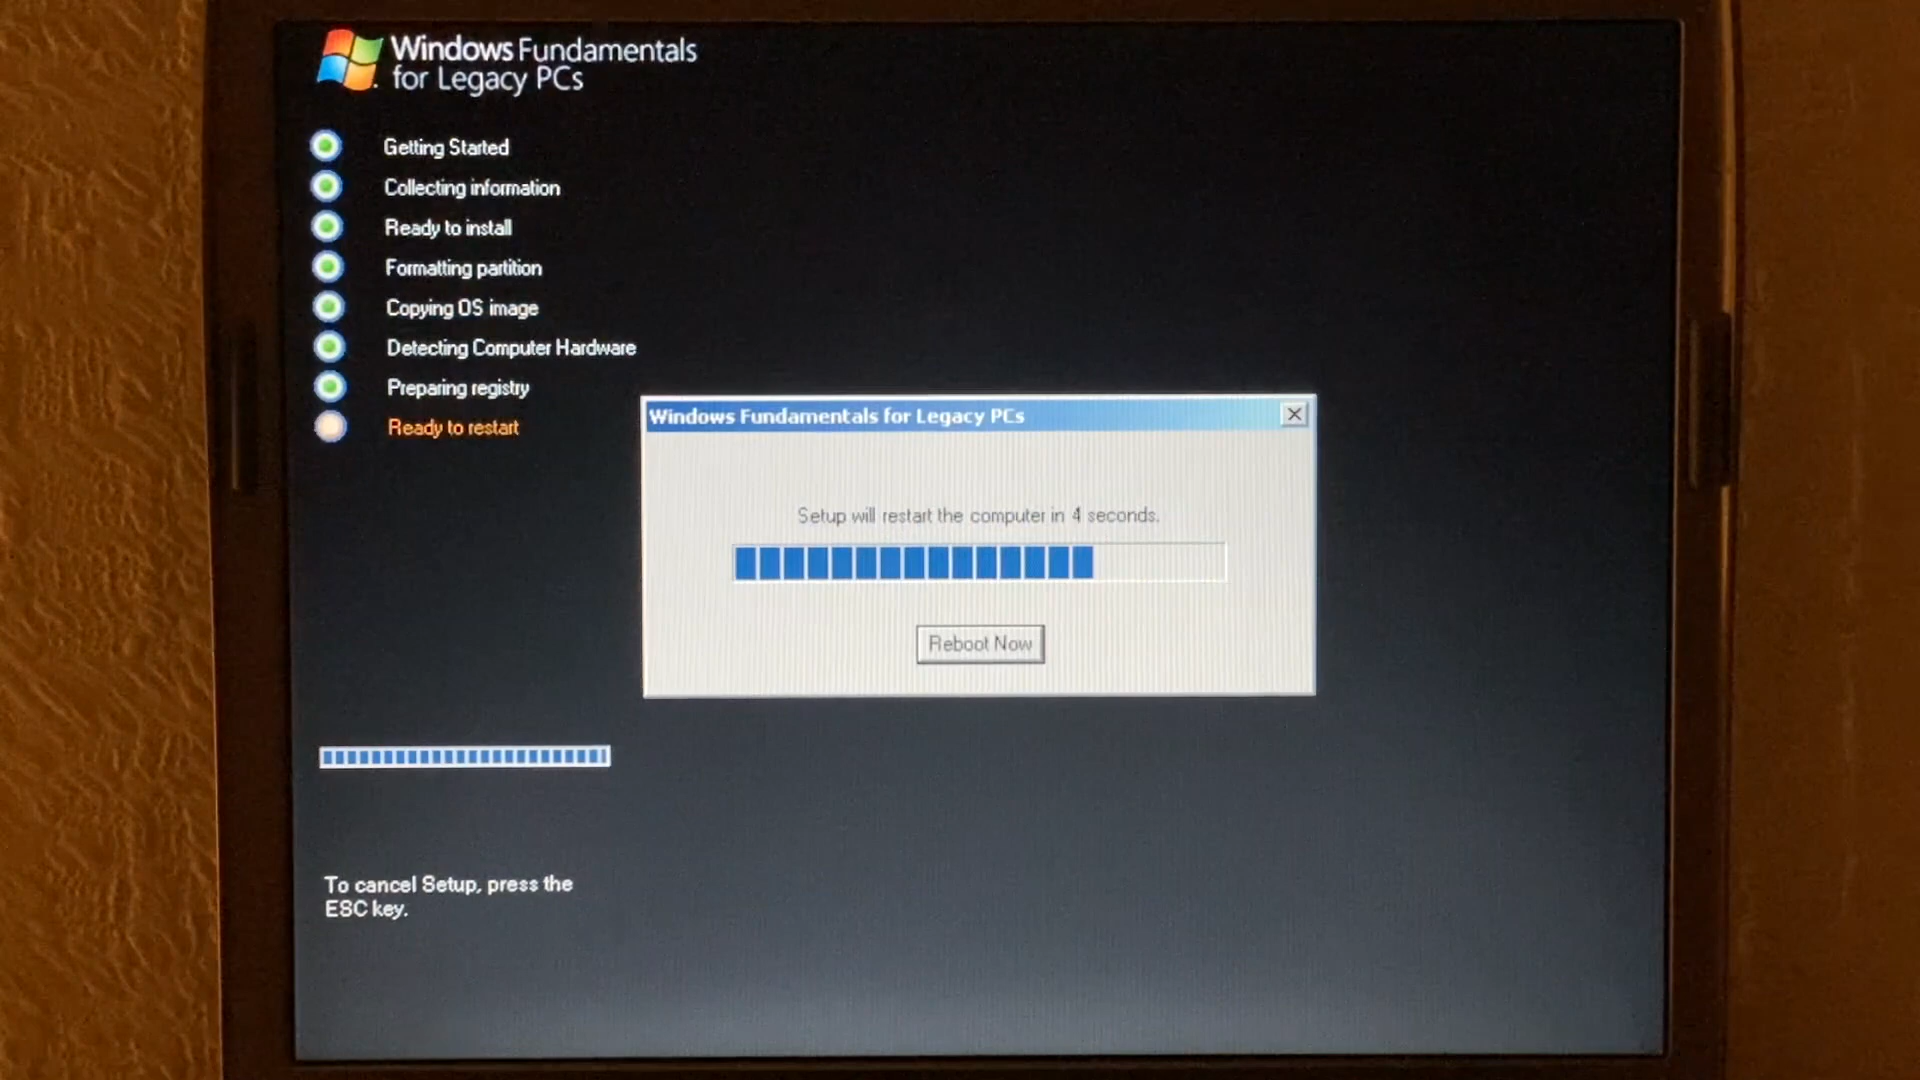 Windows Fundamentals
for Legacy PCs
Getting Started
Collecting information
Ready to install
Formatting partition
Copying OS image
Detecting Computer Hardware
Preparing registry
Ready to restart
Windows Fundamentals for Legacy PCs
Setup will restart the computer in 4 seconds.
Reboot Now
To cancel Setup, press the
ESC key.